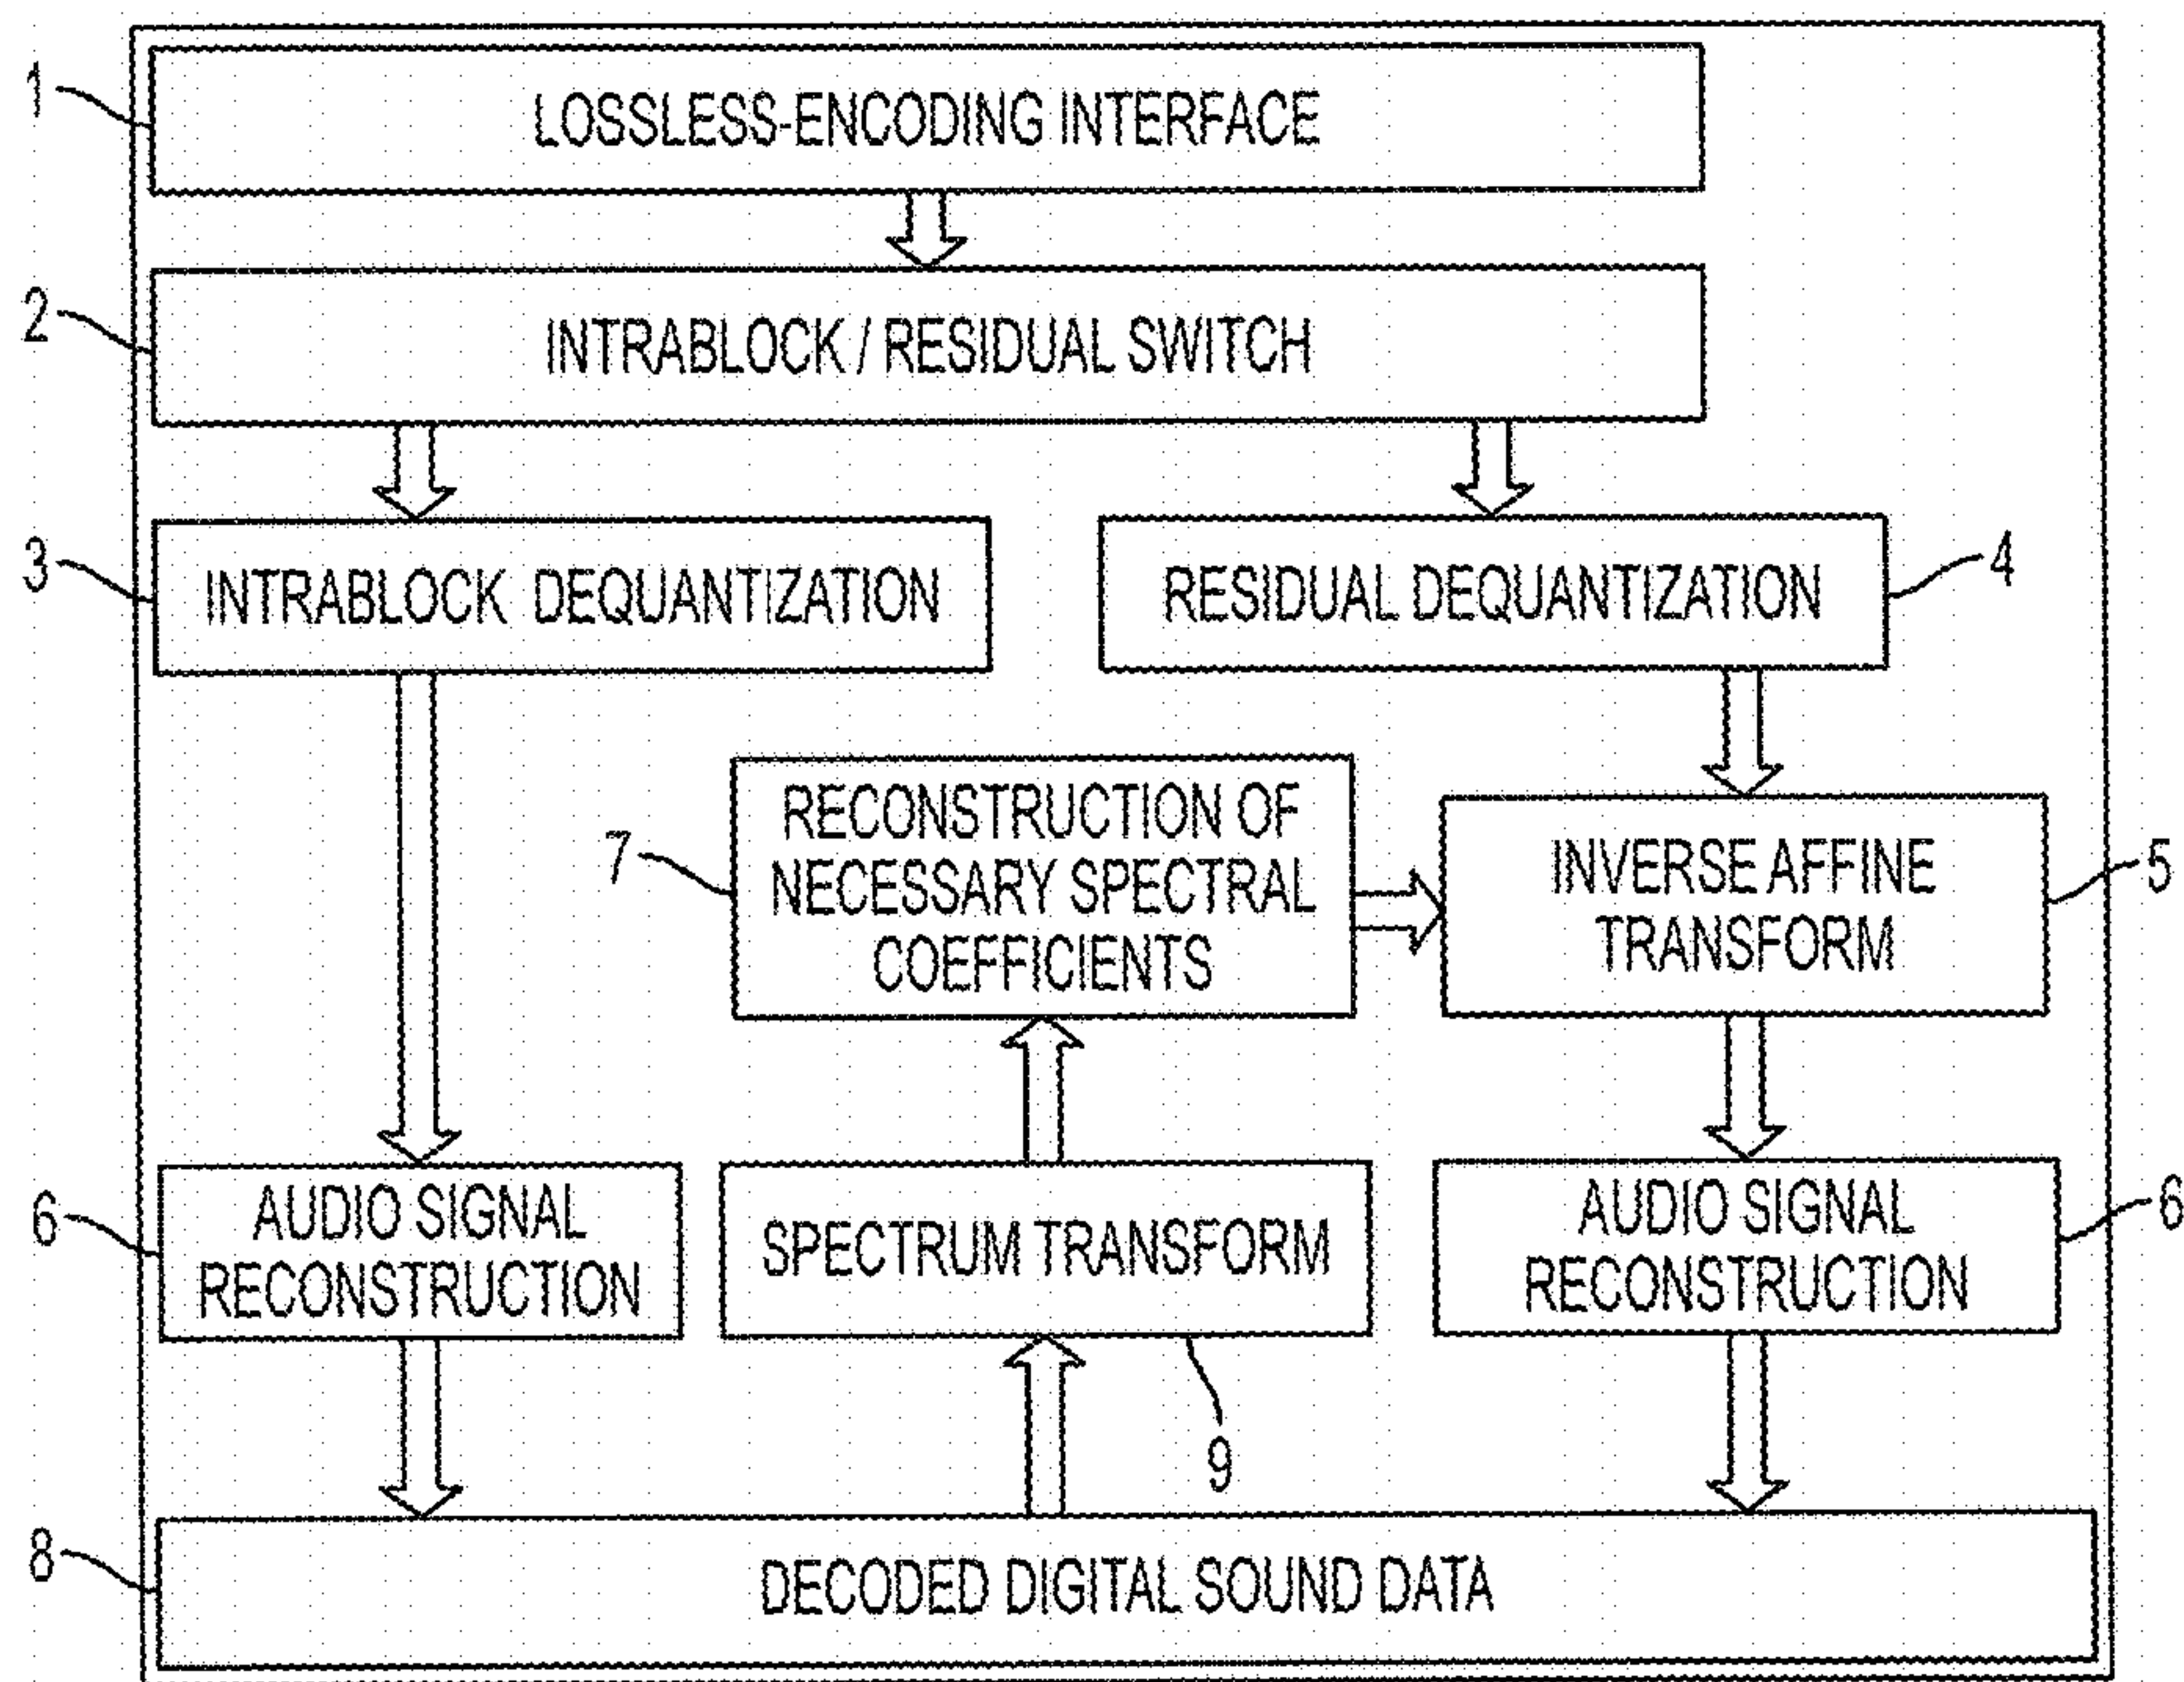 1
LOSSLESS-ENCODING INTERFACE
2
INTRABLOCK / RESIDUAL SWITCH
3
INTRABLOCK DEQUANTIZATION
RESIDUAL DEQUANTIZATION
4
7
RECONSTRUCTION OF
NECESSARY SPECTRAL
COEFFICIENTS
INVERSE AFFINE
TRANSFORM
5
6
AUDIO SIGNAL
RECONSTRUCTION
SPECTRUM TRANSFORM
9
AUDIO SIGNAL
RECONSTRUCTION
6
8
DECODED DIGITAL SOUND DATA